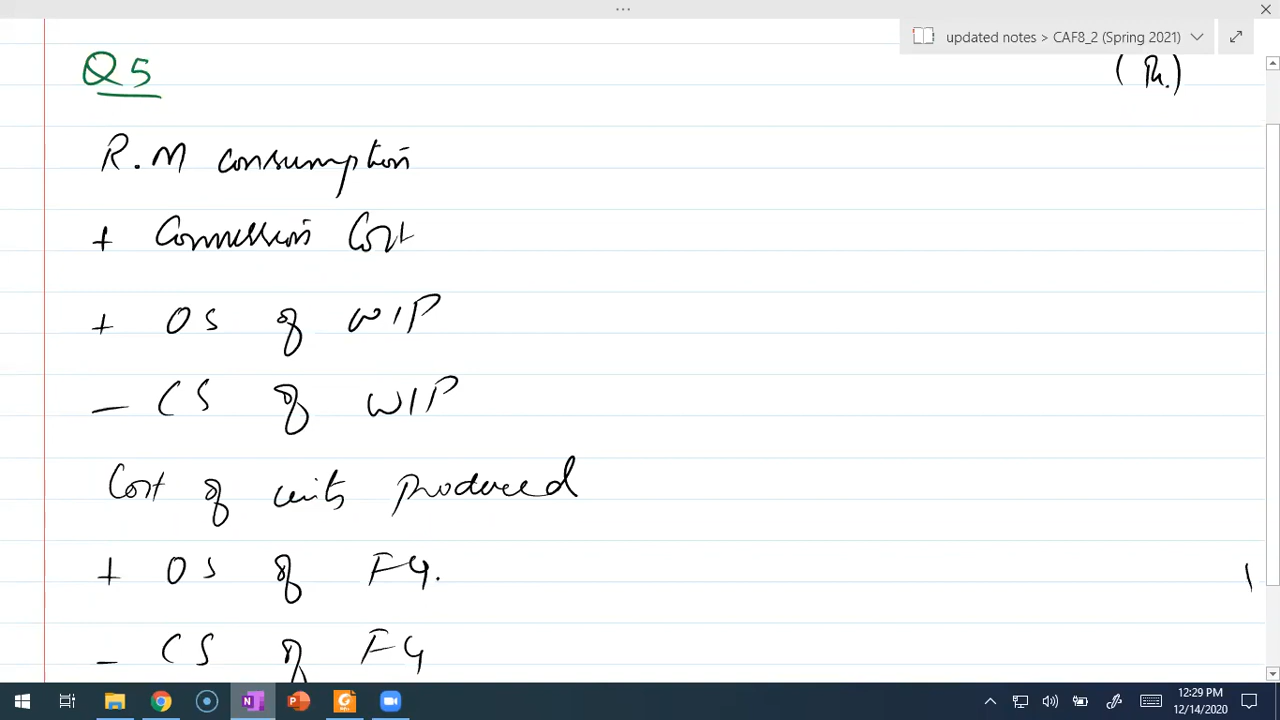 updated notes > CAF8_2 (Spring 2021)
Q5
(Rs.)
R.M consumption
+ Conversion Cost
+ OS of WIP
- CS of WIP
Cost of units produced
+ OS of FG.
- CS of FG
12:29 PM
12/14/2020